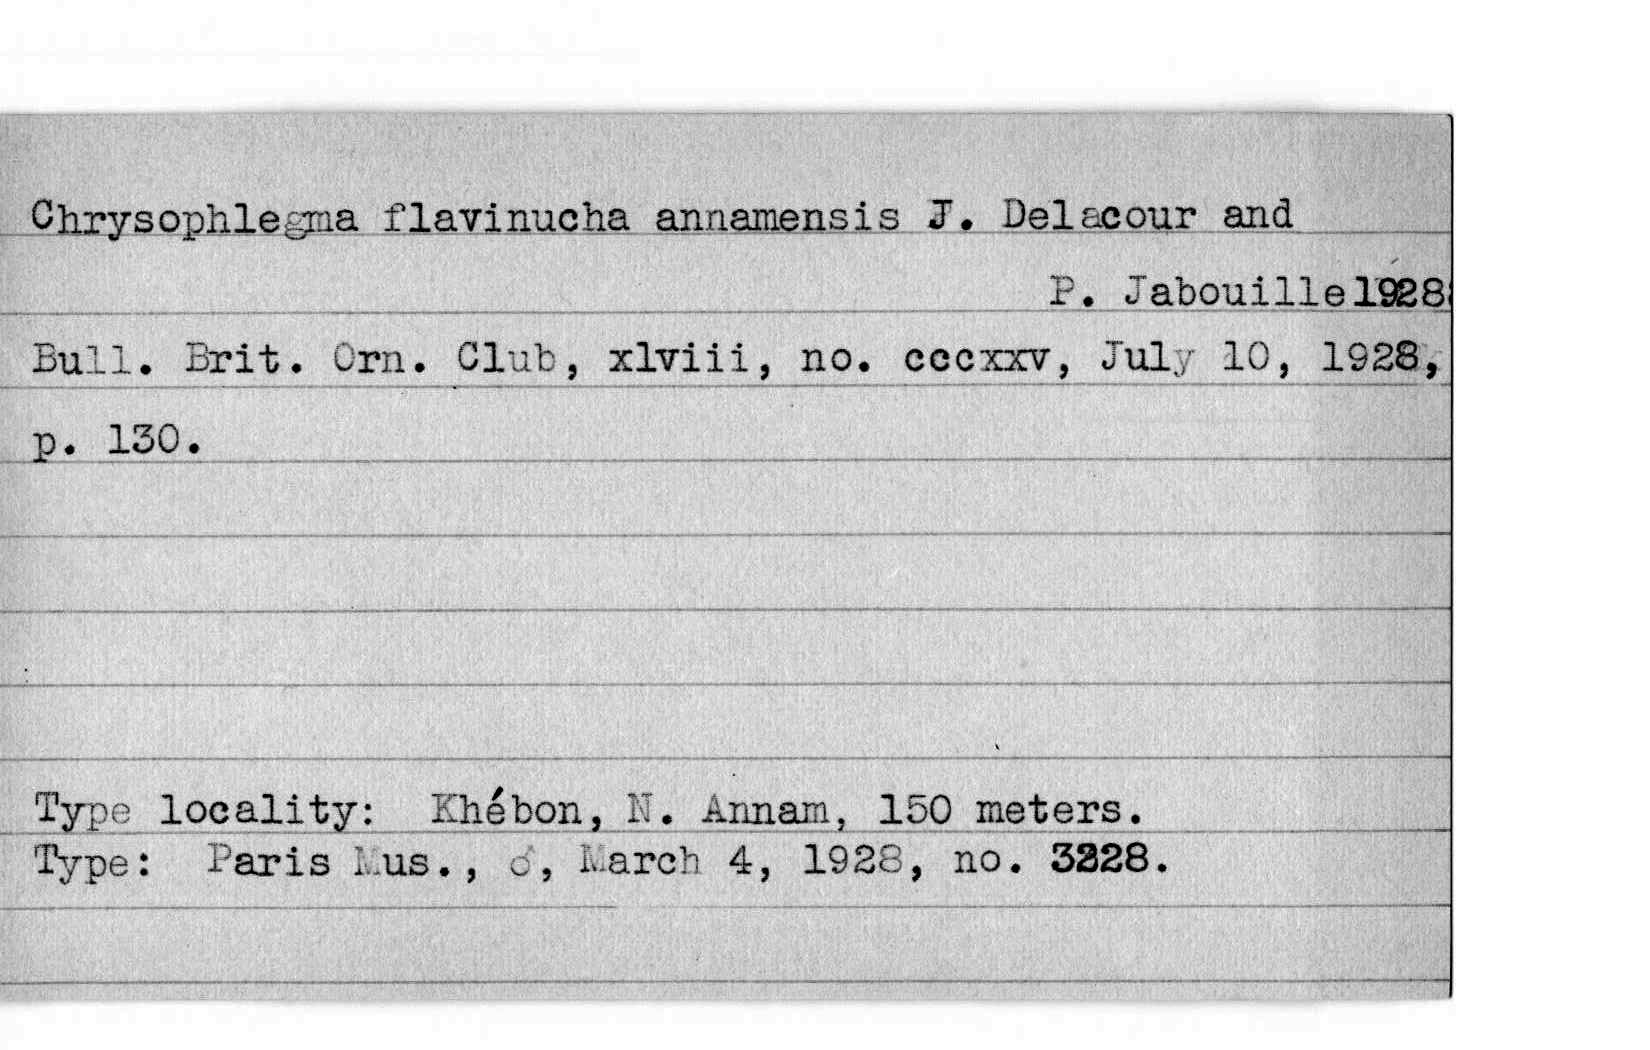 Chrysophlegma flavinucha annamensis J. Delacour and
P. Jabouille 1928
Bull. Brit. Orn. Club, xlviii, no. cccxxv, July 10, 1928,
p. 130.
Type locality: Khébon, N. Annam, 150 meters.
Type: Paris Mus., ♂, March 4, 1928, no.